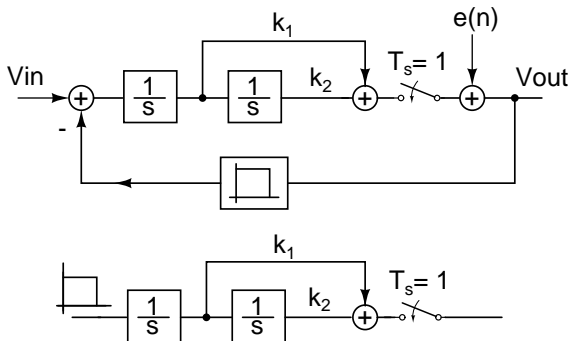 k₁
Tₛ= 1
e(n)
Vin
+
1
s
1
s
k₂
+
+
Vout
-
k₁
Tₛ= 1
1
s
1
s
k₂
+